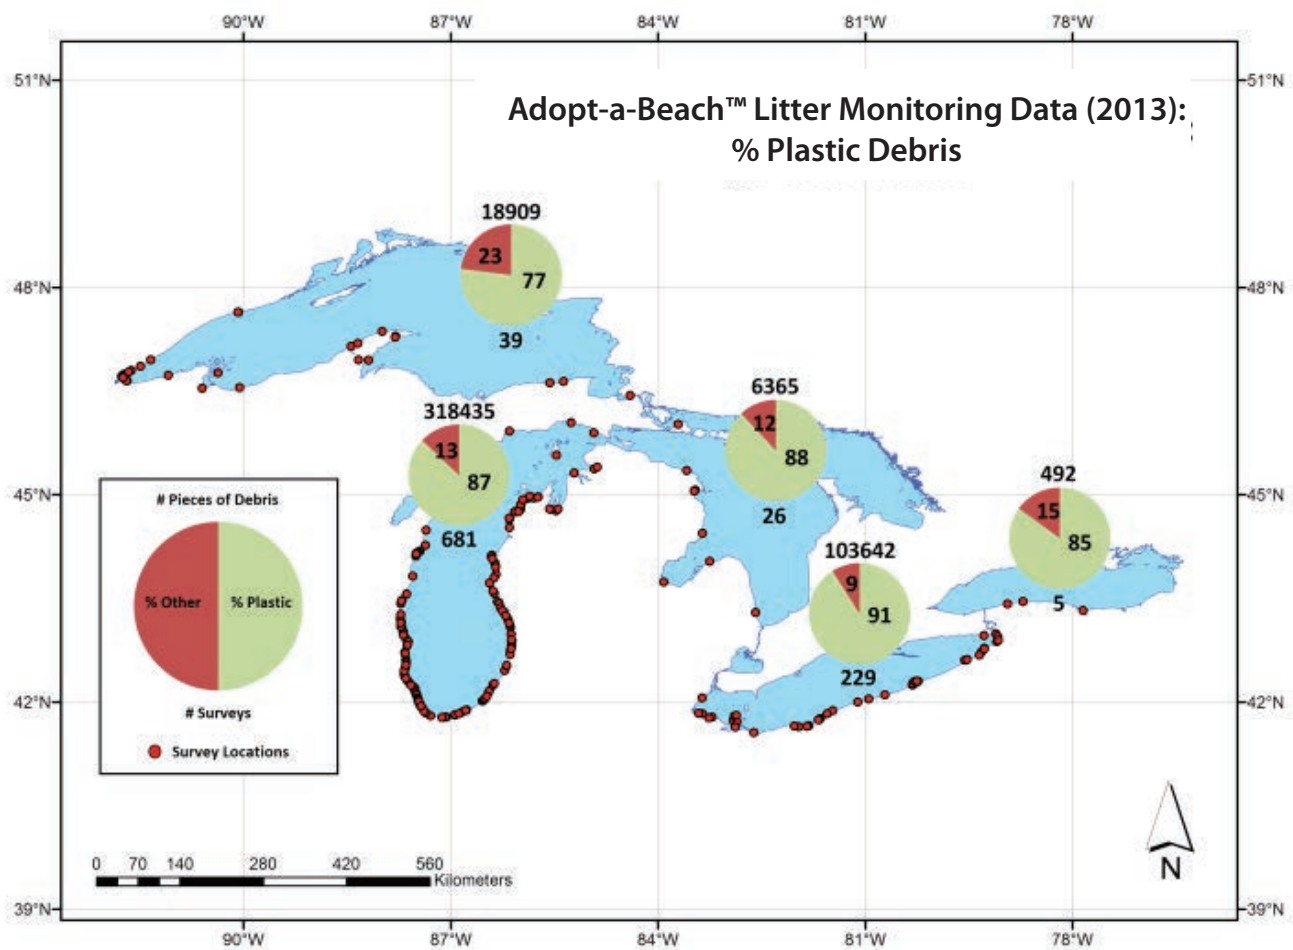 90°W 87°W 84°W 81°W 78°W
51°N 51°N
Adopt-a-Beach™ Litter Monitoring Data (2013):
% Plastic Debris
18909
23
77
39
48°N 48°N
6365
12
88
26
318435
13
87
681
492
15
85
5
45°N 45°N
103642
9
91
229
# Pieces of Debris
% Other % Plastic
# Surveys
Survey Locations
42°N 42°N
0 70 140 280 420 560
Kilometers
N
39°N 39°N
90°W 87°W 84°W 81°W 78°W